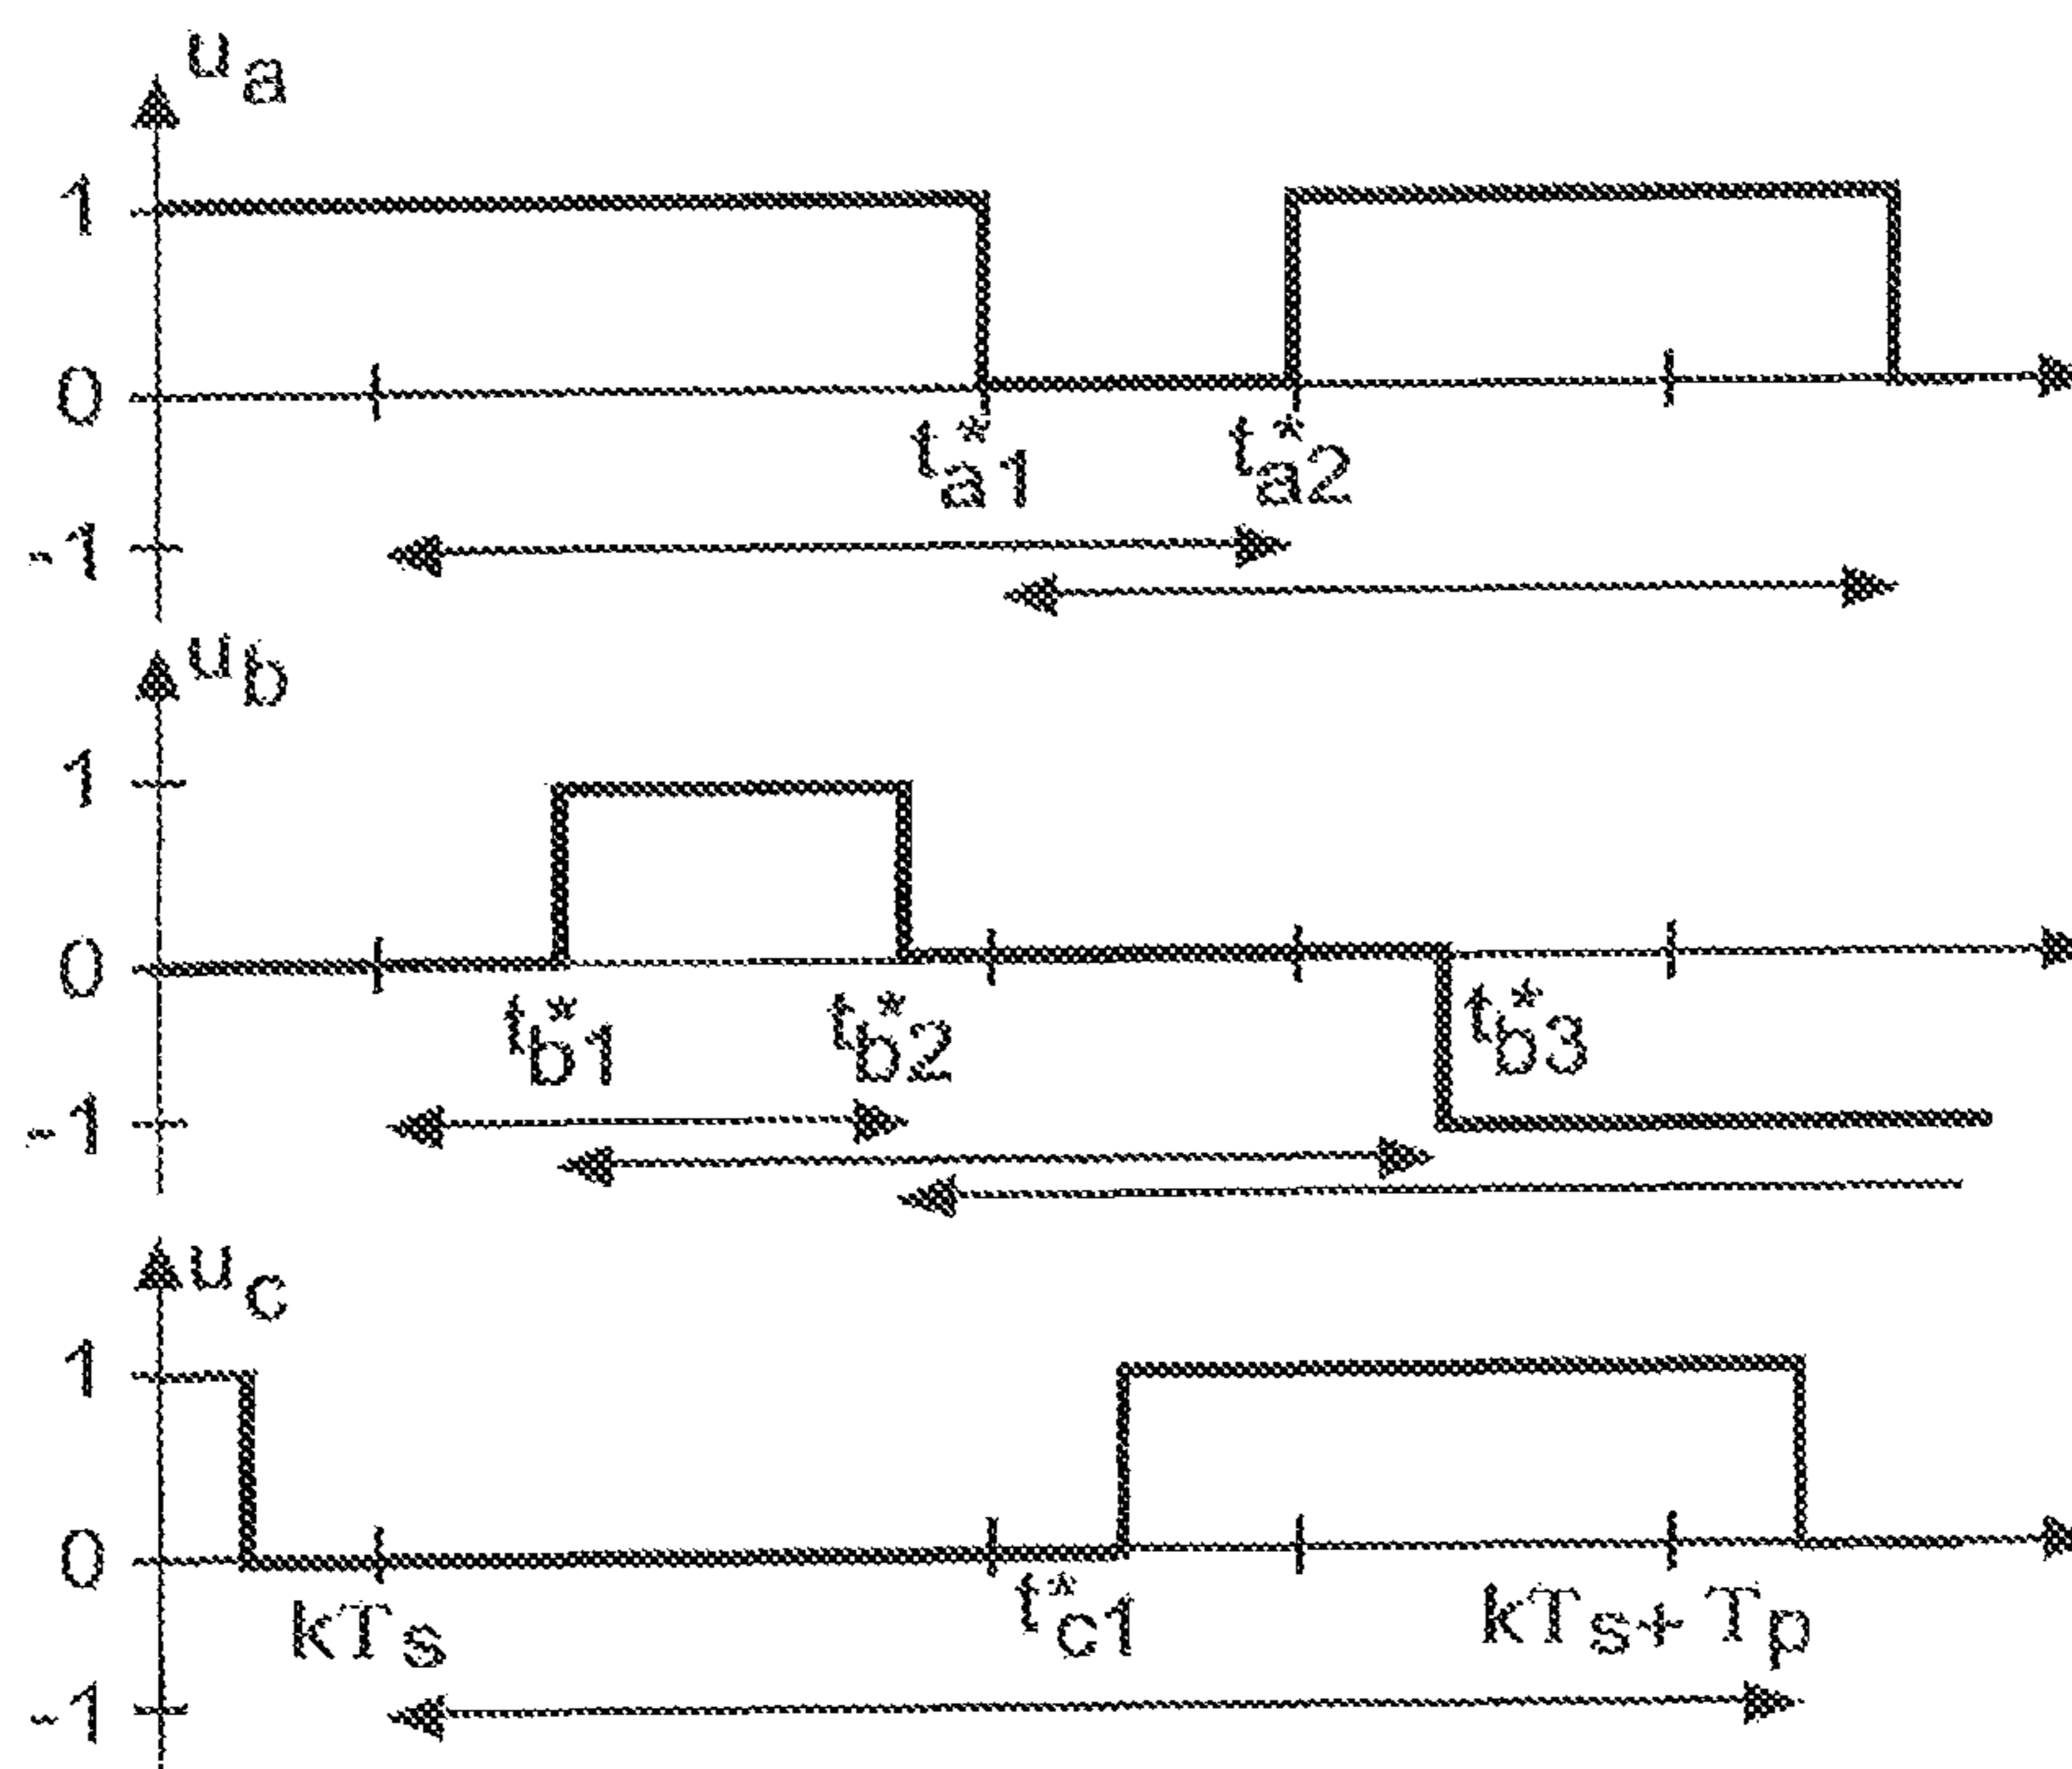 u_a
1
0
t*_a1 t*_a2
-1
u_b
1
0
t*_b1 t*_b2 t*_b3
-1
u_c
1
0
kT_s t*_c1 kT_s + T_p
-1